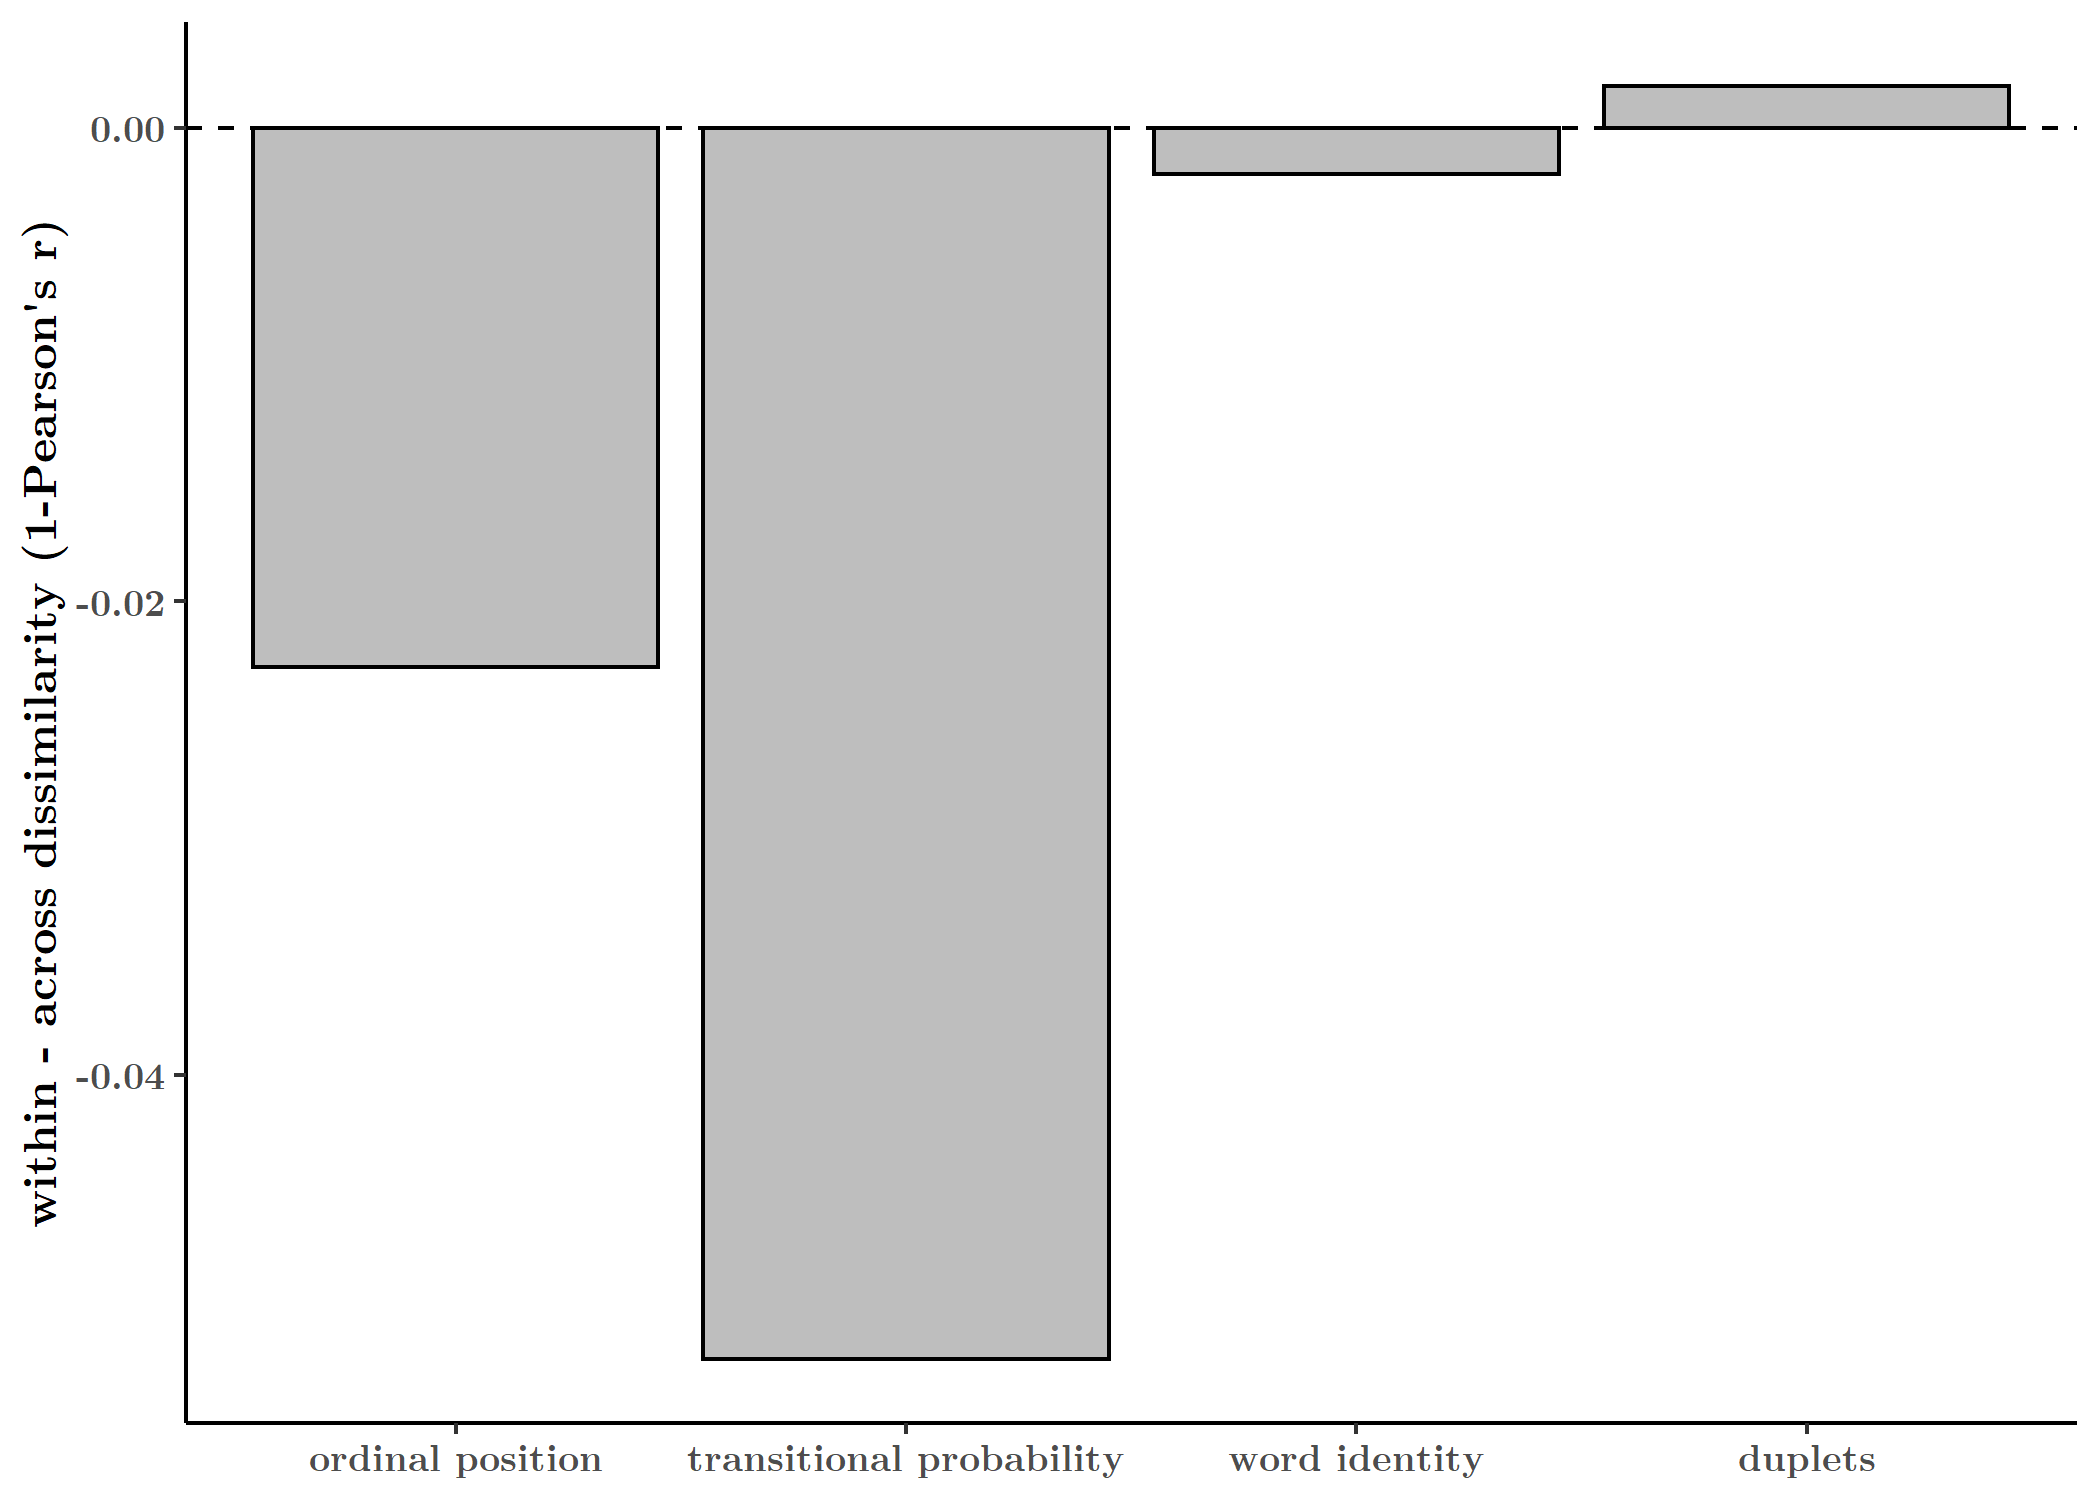 within - across dissimilarity (1-Pearson's r)
0.00
-0.02
-0.04
ordinal position
transitional probability
word identity
duplets